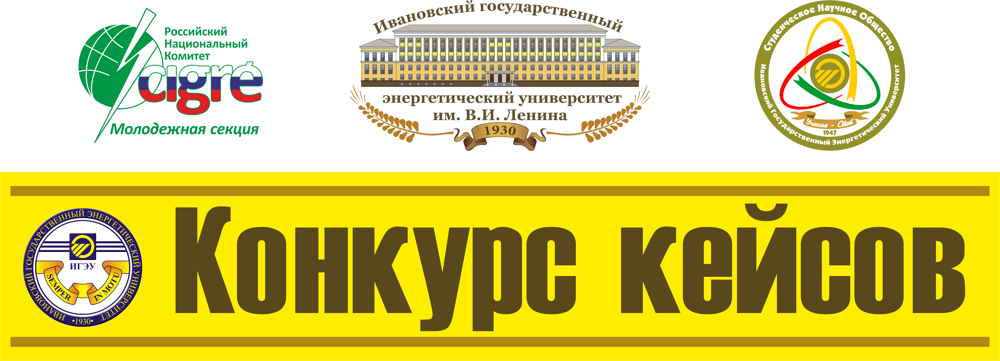 Российский
Национальный
Комитет
cigré
Молодежная секция
Ивановский государственный
энергетический университет
им. В.И. Ленина
1930
Студенческое Научное Общество
Учение - Свет
1947
Ивановский Государственный Энергетический Университет
ИВАНОВСКИЙ ГОСУДАРСТВЕННЫЙ ЭНЕРГЕТИЧЕСКИЙ УНИВЕРСИТЕТ
ИГЭУ
SEMPER IN MOTU
•1930•
Конкурс кейсов